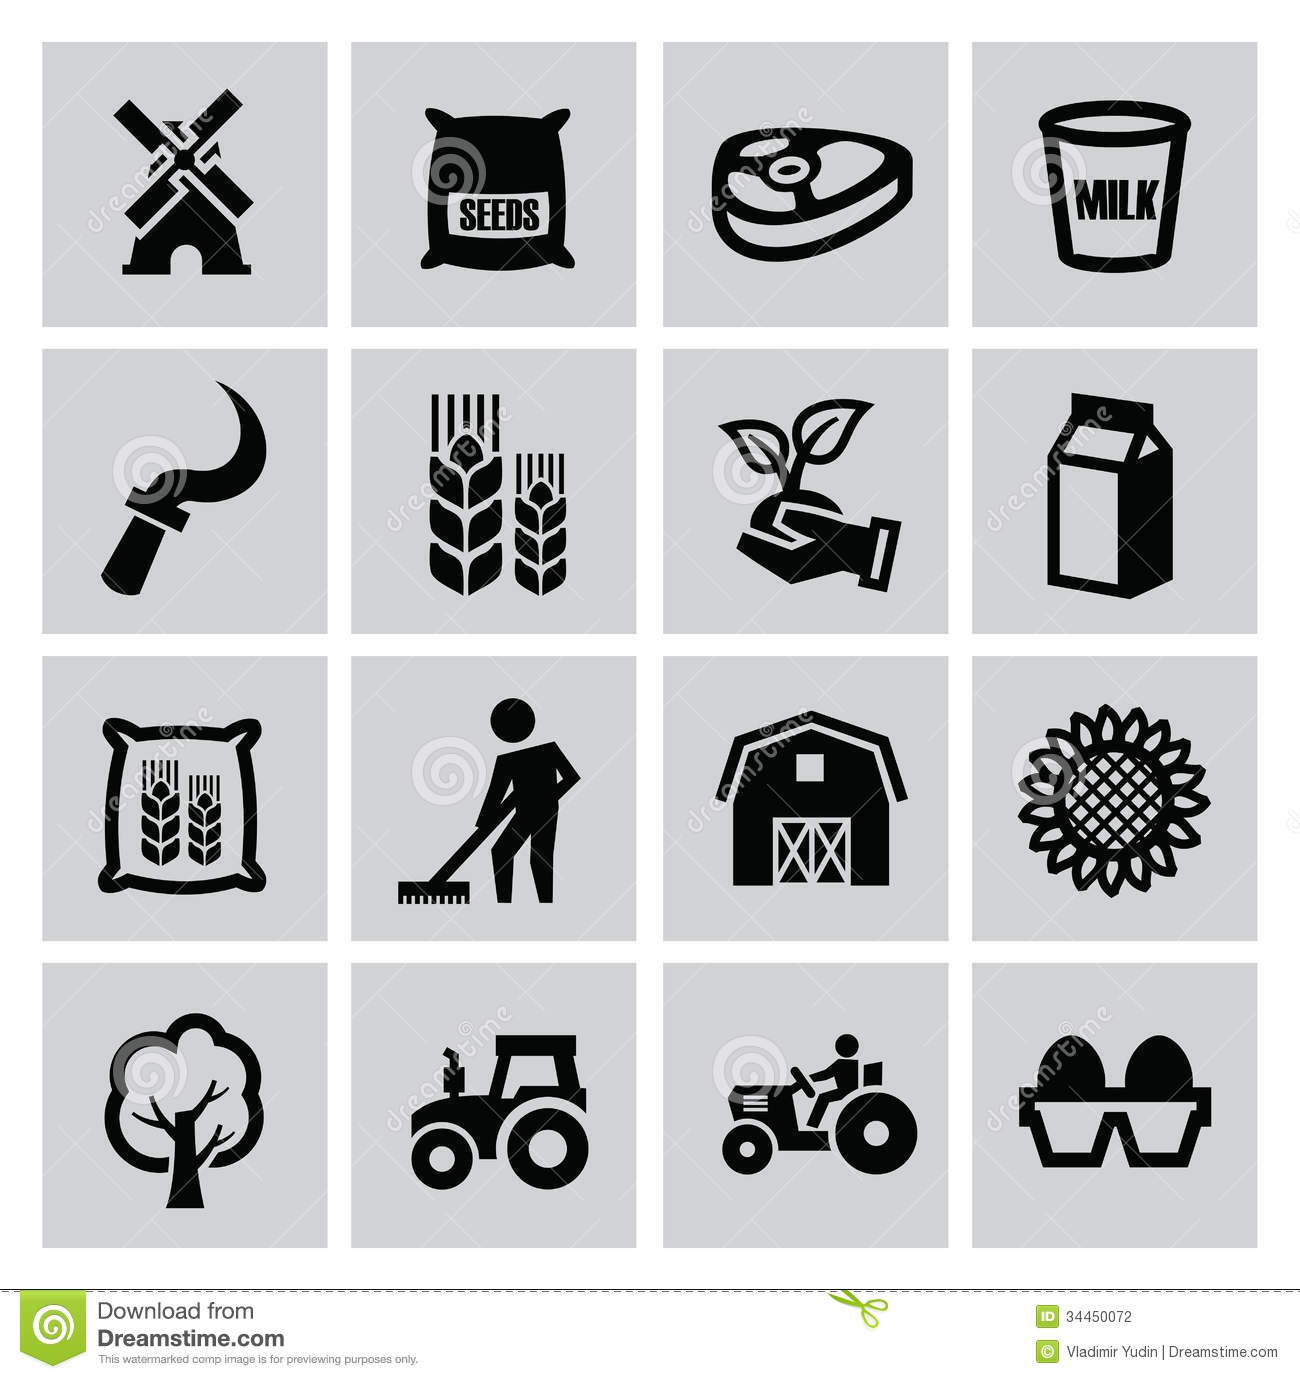 SEEDS
MILK
Download from
Dreamstime.com
This watermarked comp image is for previewing purposes only.
ID 34450072
© Vladimir Yudin | Dreamstime.com